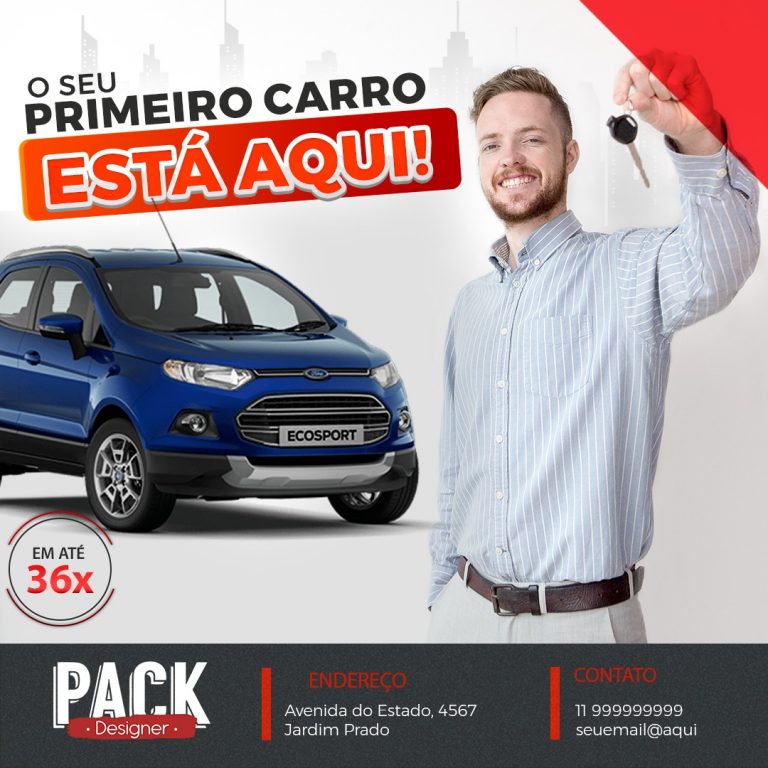 O SEU
PRIMEIRO CARRO
ESTÁ AQUI!
Ford
ECOSPORT
EM ATÉ
36x
PACK
• Designer •
ENDEREÇO
Avenida do Estado, 4567
Jardim Prado
CONTATO
11 999999999
seuemail@aqui